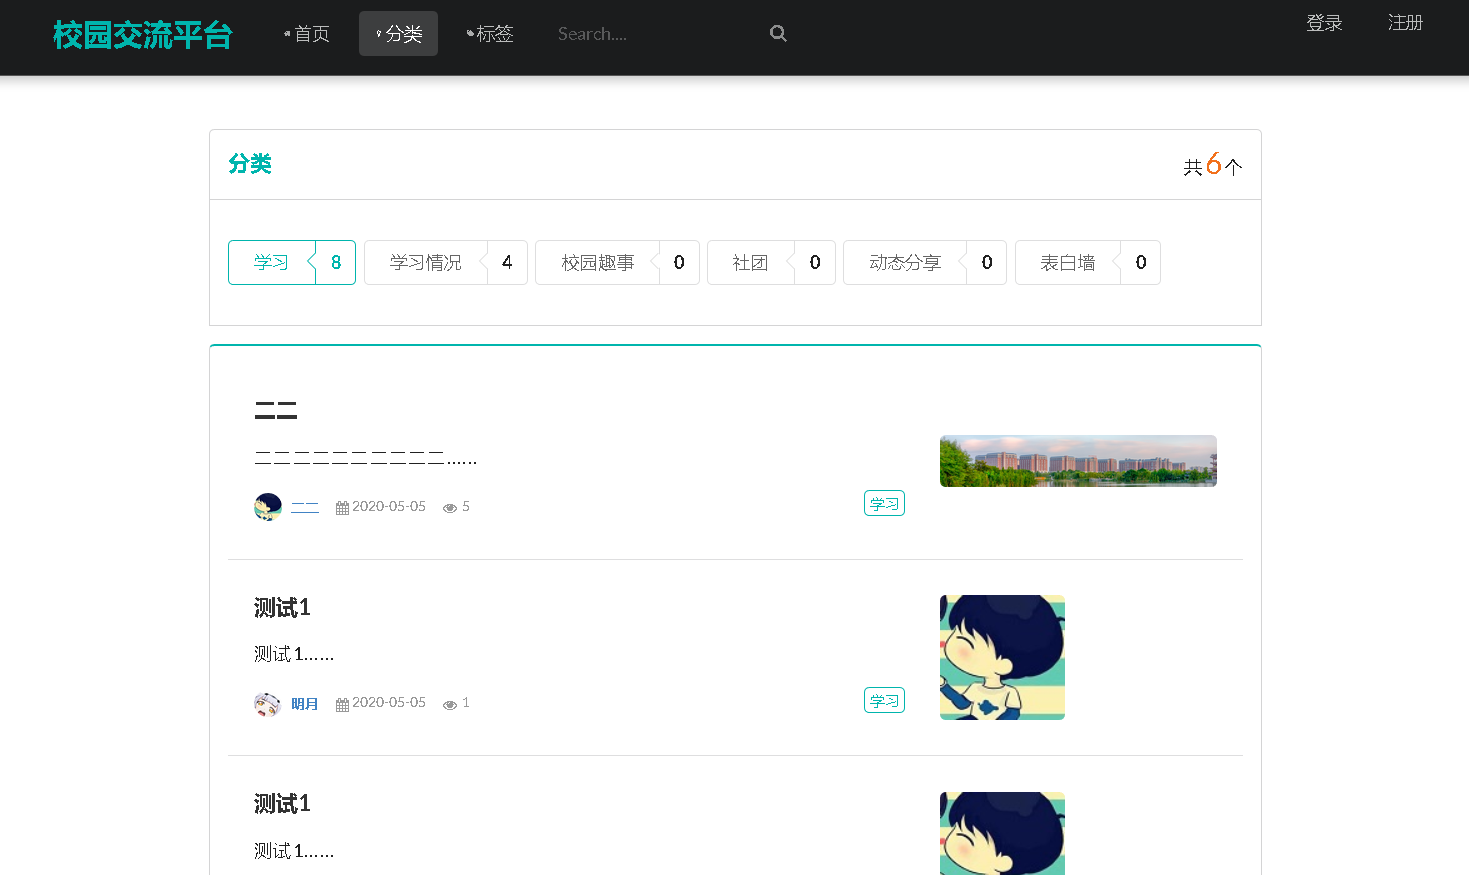 校园交流平台 首页 分类 标签 Search.... 登录 注册
分类 共 6 个
学习 8 学习情况 4 校园趣事 0 社团 0 动态分享 0 表白墙 0
二二
二二二二二二二二二二......
二二 2020-05-05 5 学习
测试1
测试1......
明月 2020-05-05 1 学习
测试1
测试1......